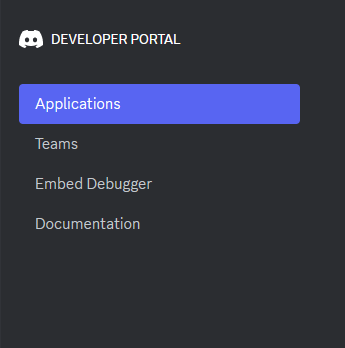 DEVELOPER PORTAL
Applications
Teams
Embed Debugger
Documentation